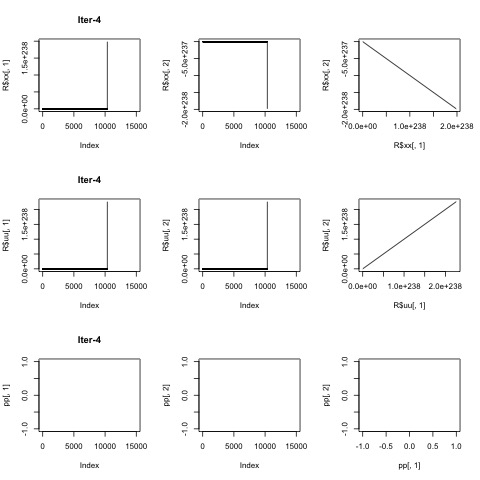 Iter-4
R$xx[, 1]
0.0e+00 1.5e+238
0 5000 10000 15000
Index
R$xx[, 2]
-2.0e+238 -5.0e+237
0 5000 10000 15000
Index
R$xx[, 2]
-2.0e+238 -5.0e+237
0.0e+00 1.0e+238 2.0e+238
R$xx[, 1]
Iter-4
R$uu[, 1]
0.0e+00 1.5e+238
0 5000 10000 15000
Index
R$uu[, 2]
0.0e+00 1.5e+238
0 5000 10000 15000
Index
R$uu[, 2]
0.0e+00 1.5e+238
0.0e+00 1.0e+238 2.0e+238
R$uu[, 1]
Iter-4
pp[, 1]
-1.0 0.0 1.0
0 5000 10000 15000
Index
pp[, 2]
-1.0 0.0 1.0
0 5000 10000 15000
Index
pp[, 2]
-1.0 0.0 1.0
-1.0 -0.5 0.0 0.5 1.0
pp[, 1]